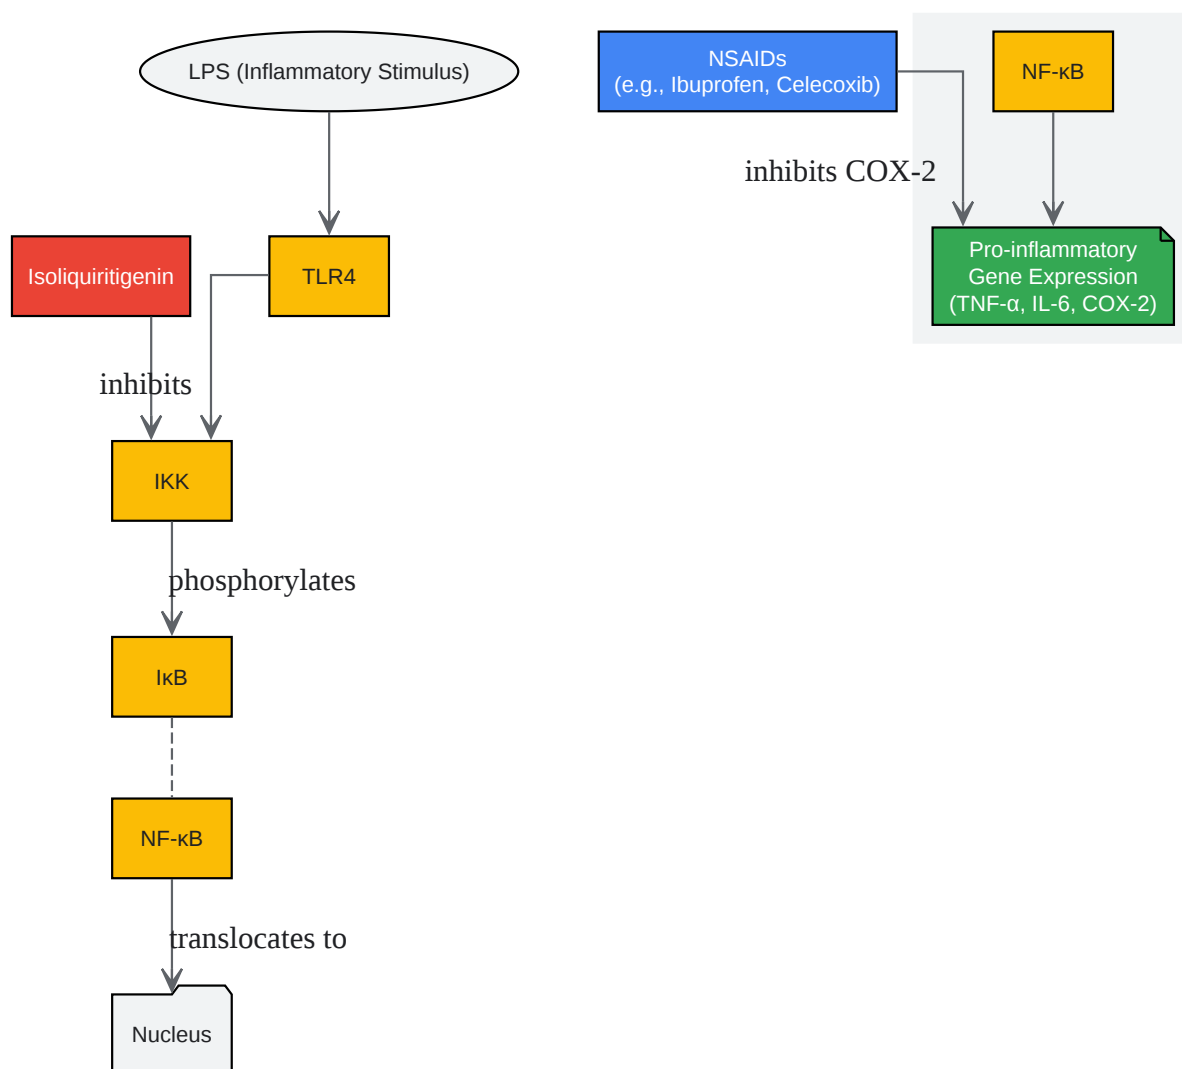 LPS (Inflammatory Stimulus)
NSAIDs
(e.g., Ibuprofen, Celecoxib)
NF-κB
inhibits COX-2
Isoliquiritigenin
TLR4
Pro-inflammatory
Gene Expression
(TNF-α, IL-6, COX-2)
inhibits
IKK
phosphorylates
IκB
NF-κB
translocates to
Nucleus